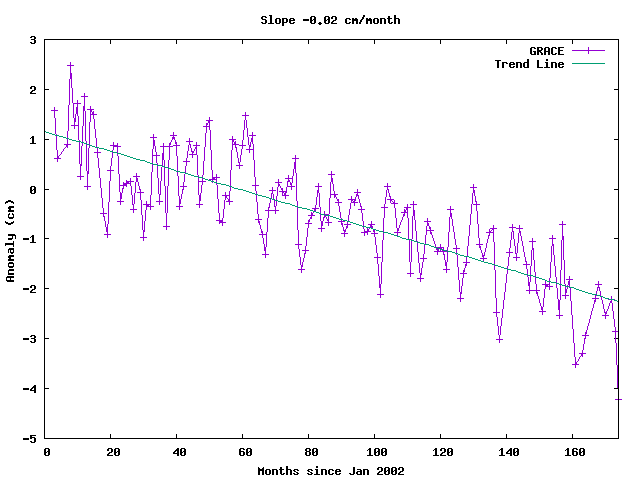 Slope -0.02 cm/month
GRACE
Trend Line
3
2
1
0
-1
-2
-3
-4
-5
Anomaly (cm)
0 20 40 60 80 100 120 140 160
Months since Jan 2002